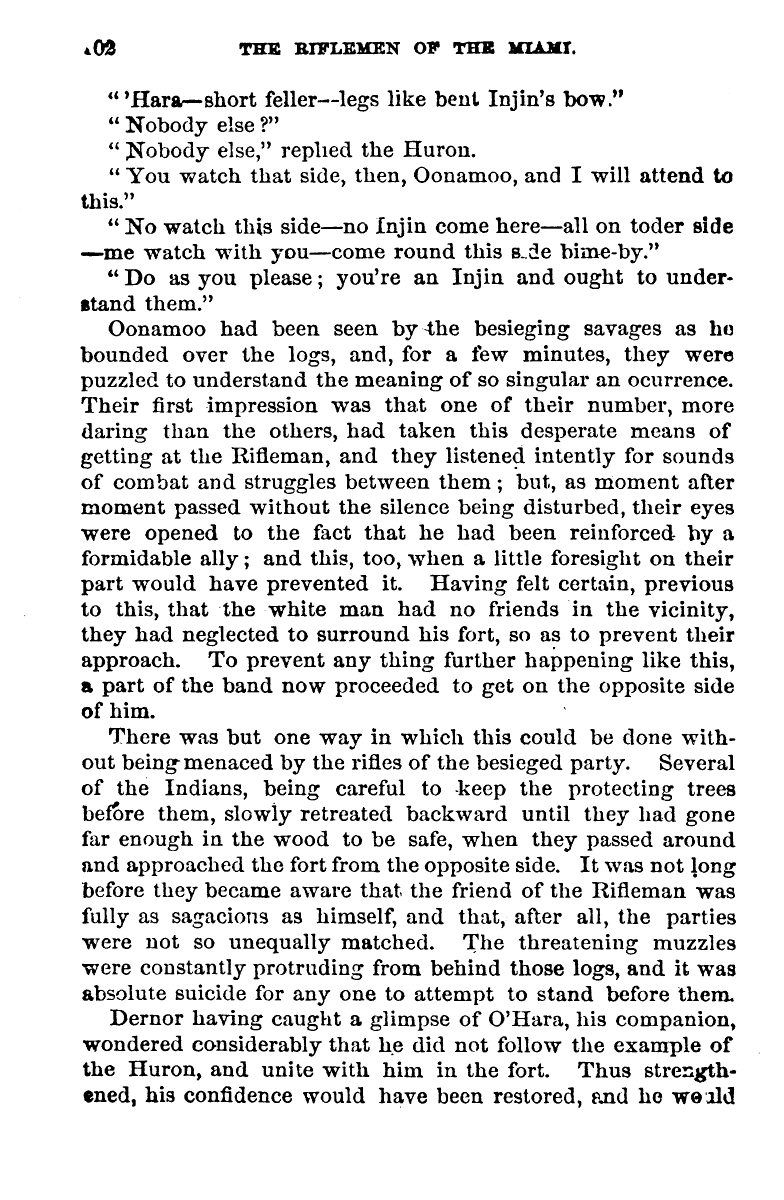 02 THE RIFLEMEN OF THE MIAMI.
“ ’Hara—short feller--legs like bent Injin’s bow.”
“ Nobody else ?”
“ Nobody else,” replied the Huron.
“ You watch that side, then, Oonamoo, and I will attend to
this.”
“ No watch this side—no Injin come here—all on toder side
—me watch with you—come round this s_de bime-by.”
“ Do as you please ; you’re an Injin and ought to under-
stand them.”
Oonamoo had been seen by the besieging savages as he
bounded over the logs, and, for a few minutes, they were
puzzled to understand the meaning of so singular an ocurrence.
Their first impression was that one of their number, more
daring than the others, had taken this desperate means of
getting at the Rifleman, and they listened intently for sounds
of combat and struggles between them ; but, as moment after
moment passed without the silence being disturbed, their eyes
were opened to the fact that he had been reinforced by a
formidable ally ; and this, too, when a little foresight on their
part would have prevented it. Having felt certain, previous
to this, that the white man had no friends in the vicinity,
they had neglected to surround his fort, so as to prevent their
approach. To prevent any thing further happening like this,
a part of the band now proceeded to get on the opposite side
of him.
There was but one way in which this could be done with-
out being menaced by the rifles of the besieged party. Several
of the Indians, being careful to keep the protecting trees
before them, slowly retreated backward until they had gone
far enough in the wood to be safe, when they passed around
and approached the fort from the opposite side. It was not long
before they became aware that the friend of the Rifleman was
fully as sagacious as himself, and that, after all, the parties
were not so unequally matched. The threatening muzzles
were constantly protruding from behind those logs, and it was
absolute suicide for any one to attempt to stand before them.
Dernor having caught a glimpse of O’Hara, his companion,
wondered considerably that he did not follow the example of
the Huron, and unite with him in the fort. Thus strength-
ened, his confidence would have been restored, and he would